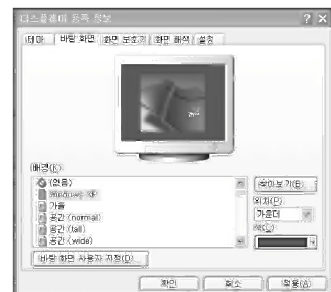 디스플레이 등록 정보
테마 바탕 화면 화면 보호기 화면 배색 설정
배경(K):
(없음)
Windows XP
가을
공간 (normal)
공간 (tall)
공간 (wide)
찾아보기(B)...
위치(P):
가운데
색(C):
바탕 화면 사용자 지정(D)...
확인 취소 적용(A)